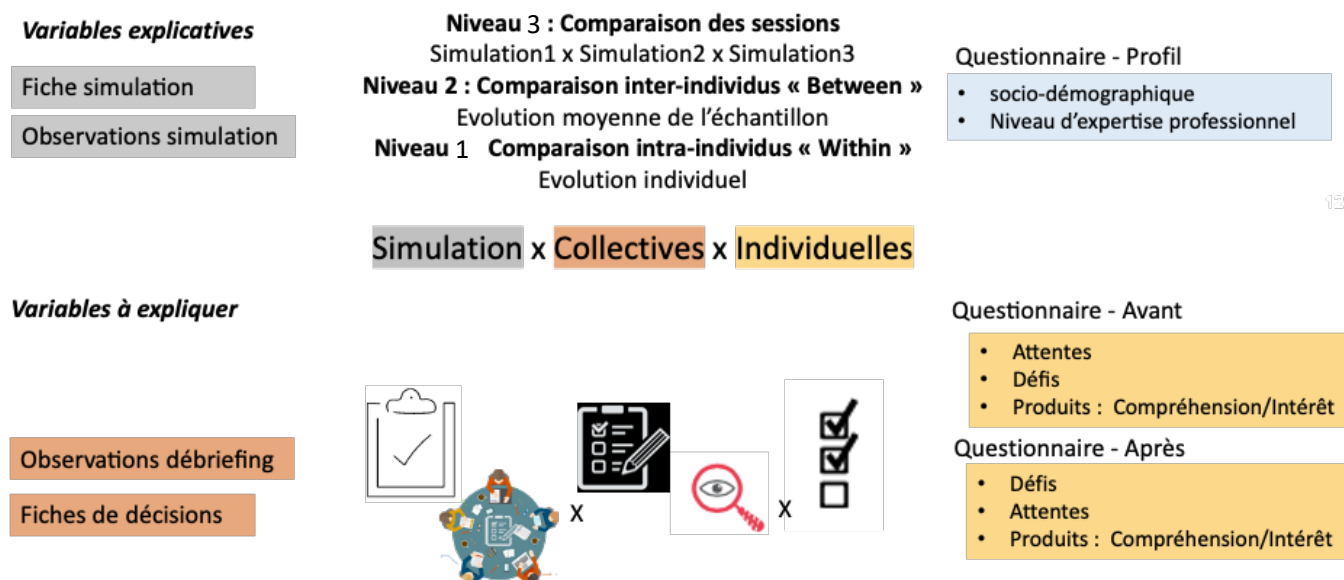 Variables explicatives
Fiche simulation
Observations simulation
Niveau 3 : Comparaison des sessions
Simulation1 x Simulation2 x Simulation3
Niveau 2 : Comparaison inter-individus « Between »
Evolution moyenne de l'échantillon
Niveau 1 Comparaison intra-individus « Within »
Evolution individuel
Questionnaire - Profil
• socio-démographique
• Niveau d'expertise professionnel
Simulation x Collectives x Individuelles
Variables à expliquer
Observations débriefing
Fiches de décisions
X
X
Questionnaire - Avant
• Attentes
• Défis
• Produits : Compréhension/Intérêt
Questionnaire - Après
• Défis
• Attentes
• Produits : Compréhension/Intérêt